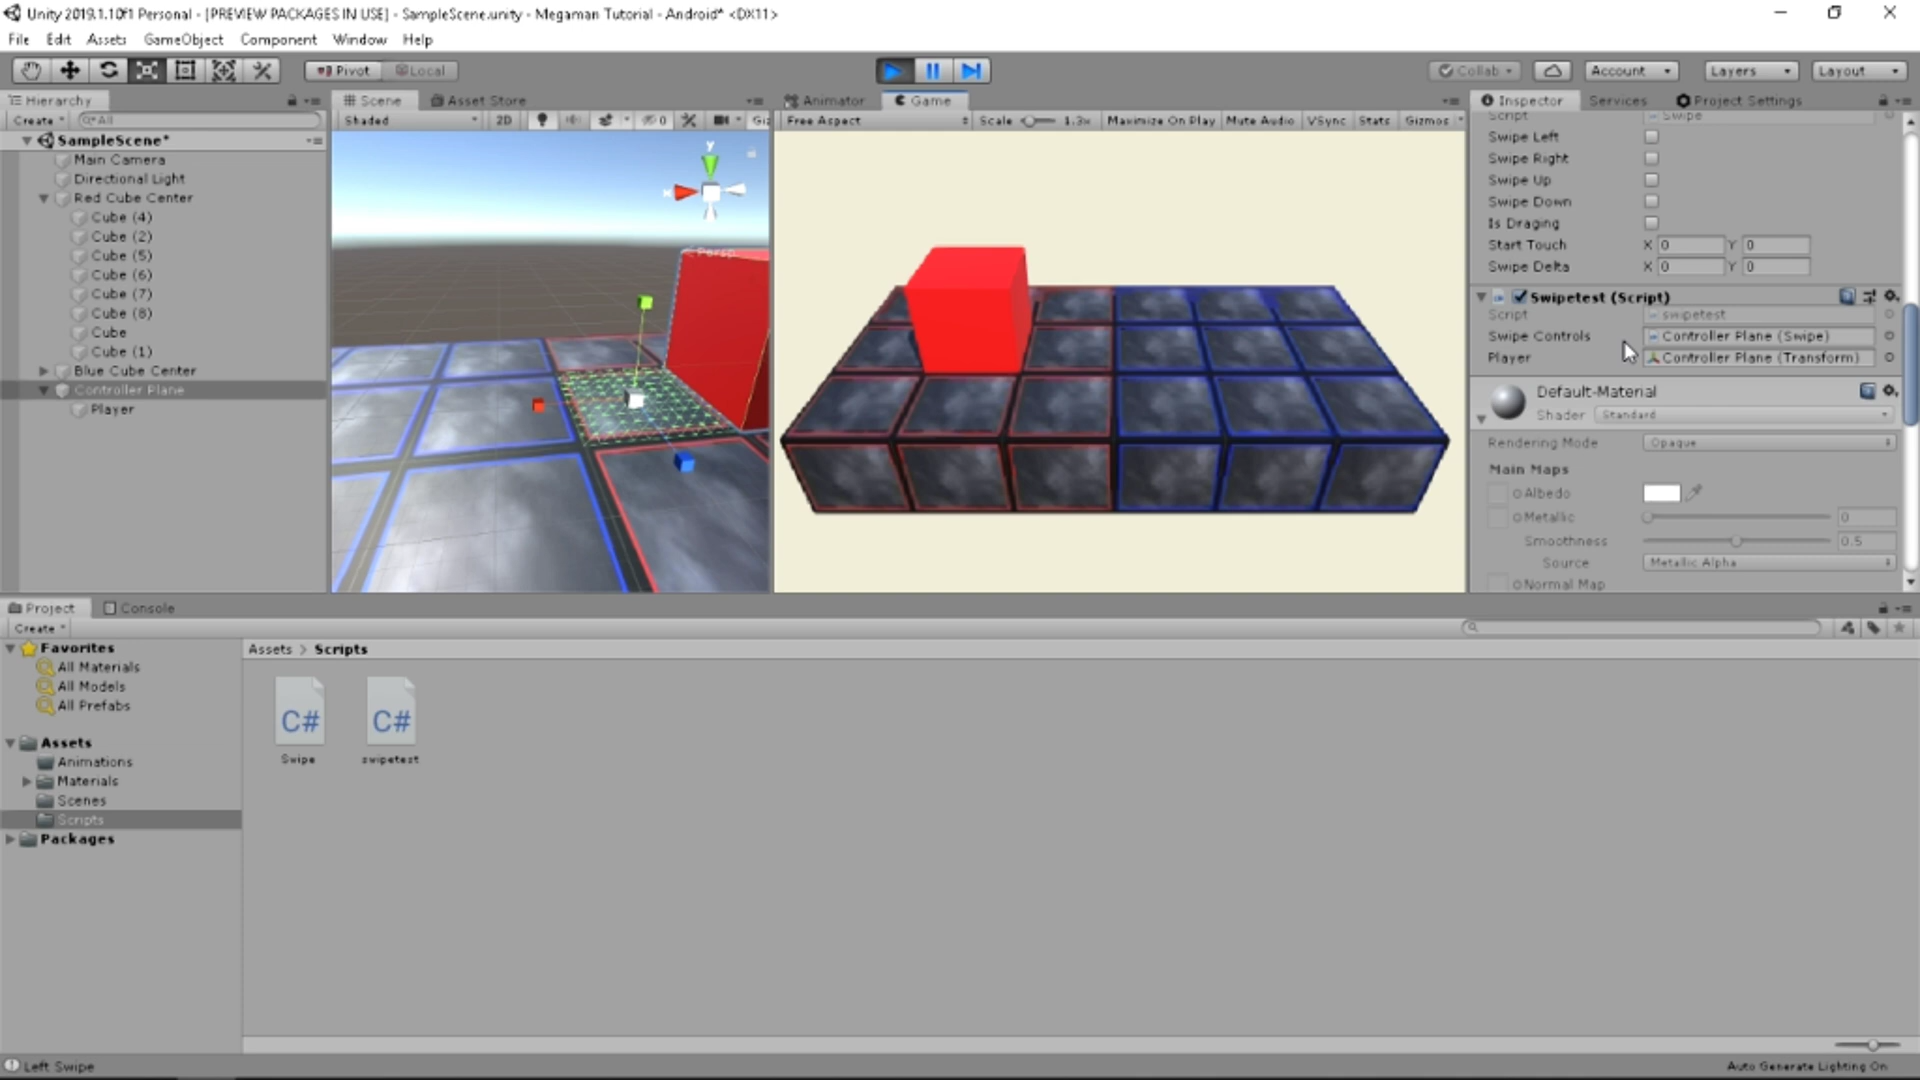 Unity 2019.1.10f1 Personal - [PREVIEW PACKAGES IN USE] - SampleScene.unity - Megaman Tutorial - Android* <DX11>
File Edit Assets GameObject Component Window Help
Pivot Local
Collab Account Layers Layout
Hierarchy
Create All
SampleScene*
Main Camera
Directional Light
Red Cube Center
Cube (4)
Cube (2)
Cube (5)
Cube (6)
Cube (7)
Cube (8)
Cube
Cube (1)
Blue Cube Center
Controller Plane
Player
Scene Asset Store
Shaded 2D 0 Giz
y
x
Persp
Animator Game
Free Aspect Scale 1.3x Maximize On Play Mute Audio VSync Stats Gizmos
Inspector Services Project Settings
Script Swipe
Swipe Left
Swipe Right
Swipe Up
Swipe Down
Is Draging
Start Touch X 0 Y 0
Swipe Delta X 0 Y 0
Swipetest (Script)
Script swipetest
Swipe Controls Controller Plane (Swipe)
Player Controller Plane (Transform)
Default-Material
Shader Standard
Rendering Mode Opaque
Main Maps
Albedo
Metallic 0
Smoothness 0.5
Source Metallic Alpha
Normal Map
Project Console
Create
Favorites
All Materials
All Models
All Prefabs
Assets
Animations
Materials
Scenes
Scripts
Packages
Assets > Scripts
C# C#
Swipe swipetest
Left Swipe
Auto Generate Lighting On